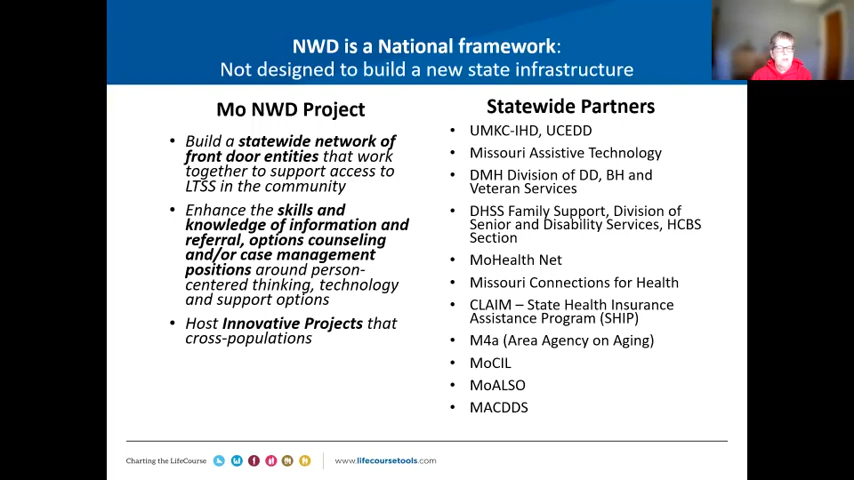 NWD is a National framework:
Not designed to build a new state infrastructure
Mo NWD Project
• Build a statewide network of
front door entities that work
together to support access to
LTSS in the community
• Enhance the skills and
knowledge of information and
referral, options counseling
and/or case management
positions around person-
centered thinking, technology
and support options
• Host Innovative Projects that
cross-populations
Statewide Partners
• UMKC-IHD, UCEDD
• Missouri Assistive Technology
• DMH Division of DD, BH and
Veteran Services
• DHSS Family Support, Division of
Senior and Disability Services, HCBS
Section
• MoHealth Net
• Missouri Connections for Health
• CLAIM – State Health Insurance
Assistance Program (SHIP)
• M4a (Area Agency on Aging)
• MoCIL
• MoALSO
• MACDDS
Charting the LifeCourse
www.lifecoursetools.com